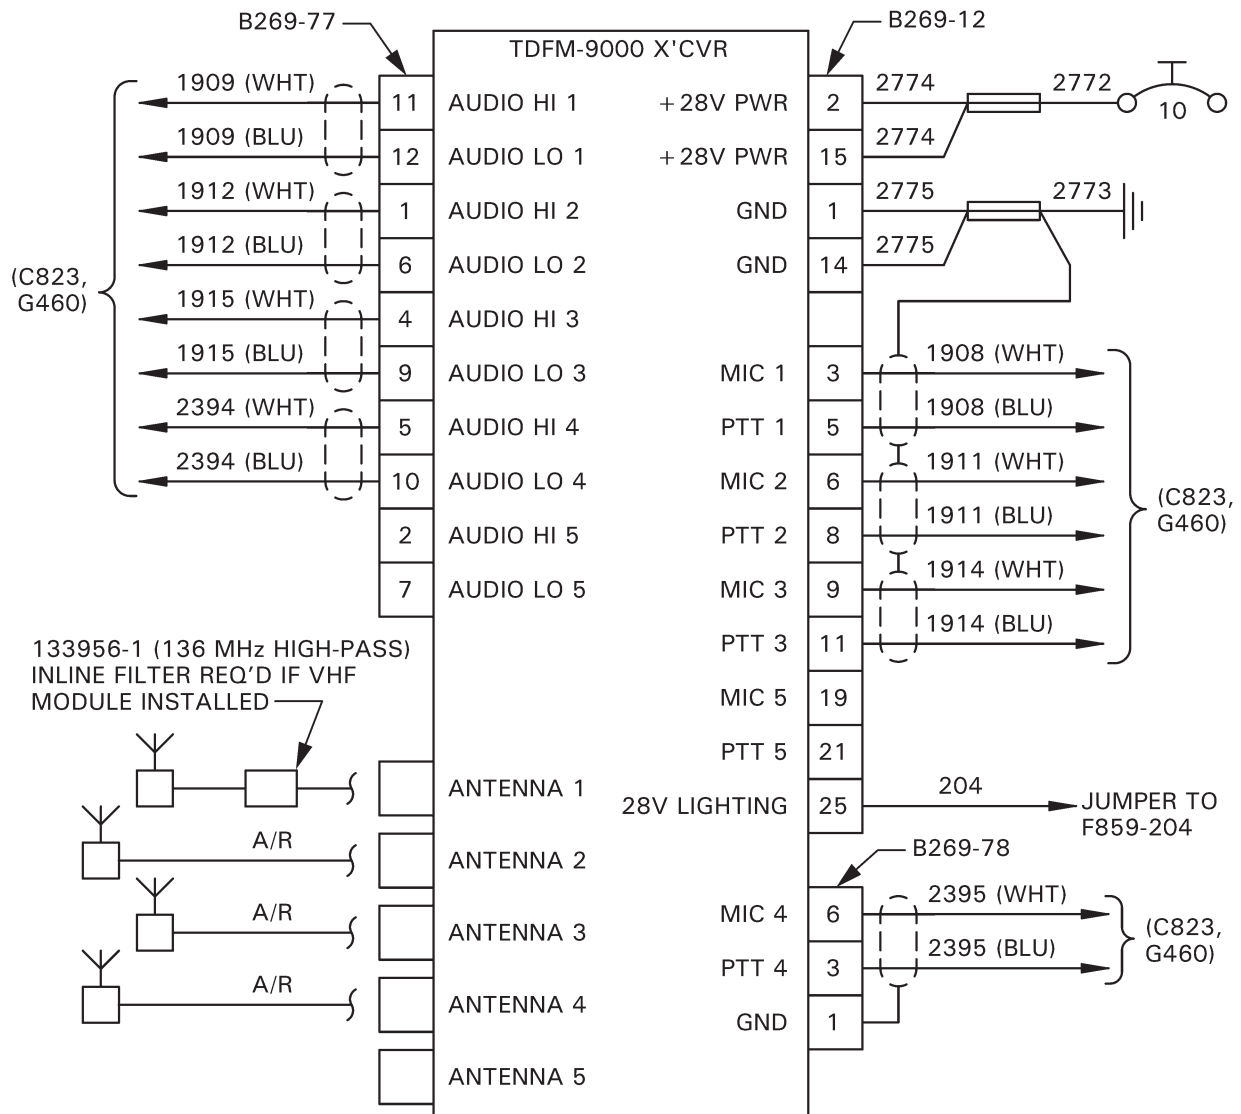 B269-77
B269-12
TDFM-9000 X'CVR
1909 (WHT)
11
AUDIO HI 1
+28V PWR
2
2774
2772
10
1909 (BLU)
12
AUDIO LO 1
+28V PWR
15
2774
1912 (WHT)
1
AUDIO HI 2
GND
1
2775
2773
1912 (BLU)
6
AUDIO LO 2
GND
14
2775
(C823,
G460)
1915 (WHT)
4
AUDIO HI 3
1915 (BLU)
9
AUDIO LO 3
MIC 1
3
1908 (WHT)
2394 (WHT)
5
AUDIO HI 4
PTT 1
5
1908 (BLU)
2394 (BLU)
10
AUDIO LO 4
MIC 2
6
1911 (WHT)
(C823,
G460)
2
AUDIO HI 5
PTT 2
8
1911 (BLU)
7
AUDIO LO 5
MIC 3
9
1914 (WHT)
PTT 3
11
1914 (BLU)
133956-1 (136 MHz HIGH-PASS)
INLINE FILTER REQ'D IF VHF
MODULE INSTALLED
MIC 5
19
PTT 5
21
ANTENNA 1
28V LIGHTING
25
204
JUMPER TO
F859-204
A/R
ANTENNA 2
B269-78
A/R
ANTENNA 3
MIC 4
6
2395 (WHT)
PTT 4
3
2395 (BLU)
(C823,
G460)
A/R
ANTENNA 4
GND
1
ANTENNA 5